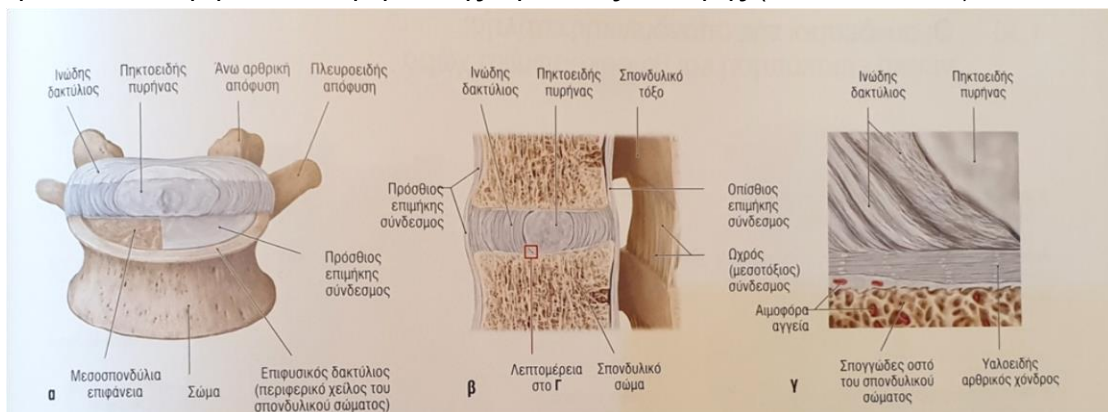 Ινώδης
δακτύλιος
Πηκτοειδής
πυρήνας
Άνω αρθρική
απόφυση
Πλευροειδής
απόφυση
Πρόσθιος
επιμήκης
σύνδεσμος
Μεσοσπονδύλια
επιφάνεια
Σώμα
Επιφυσικός δακτύλιος
(περιφερικό χείλος του
σπονδυλικού σώματος)
α
Ινώδης
δακτύλιος
Πηκτοειδής
πυρήνας
Σπονδυλικό
τόξο
Πρόσθιος
επιμήκης
σύνδεσμος
Οπίσθιος
επιμήκης
σύνδεσμος
Ωχρός
(μεσοτόξιος)
σύνδεσμος
Λεπτομέρεια
στο Γ
Σπονδυλικό
σώμα
β
Ινώδης
δακτύλιος
Πηκτοειδής
πυρήνας
Αιμοφόρα
αγγεία
Σπογγώδες οστό
του σπονδυλικού
σώματος
Υαλοειδής
αρθρικός χόνδρος
γ